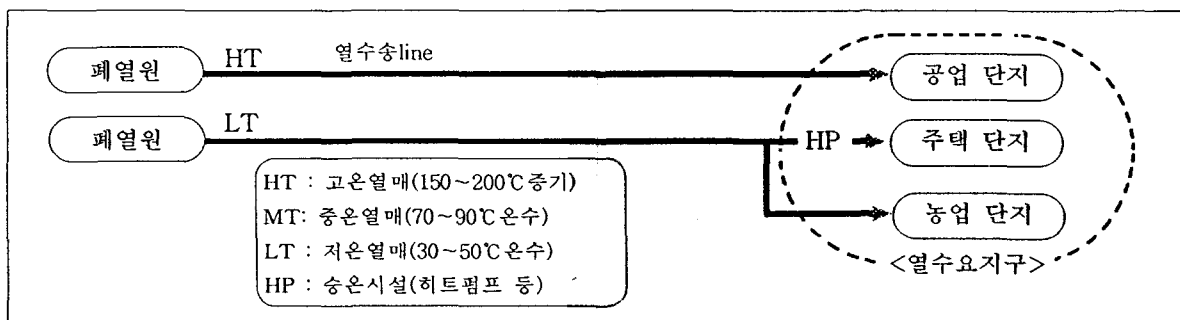 폐열원 HT 열수송line 공업 단지
폐열원 LT HP 주택 단지
농업 단지
<열수요지구>
HT : 고온열매(150~200℃증기)
MT: 중온열매(70~90℃온수)
LT : 저온열매(30~50℃온수)
HP : 승온시설(히트펌프 등)